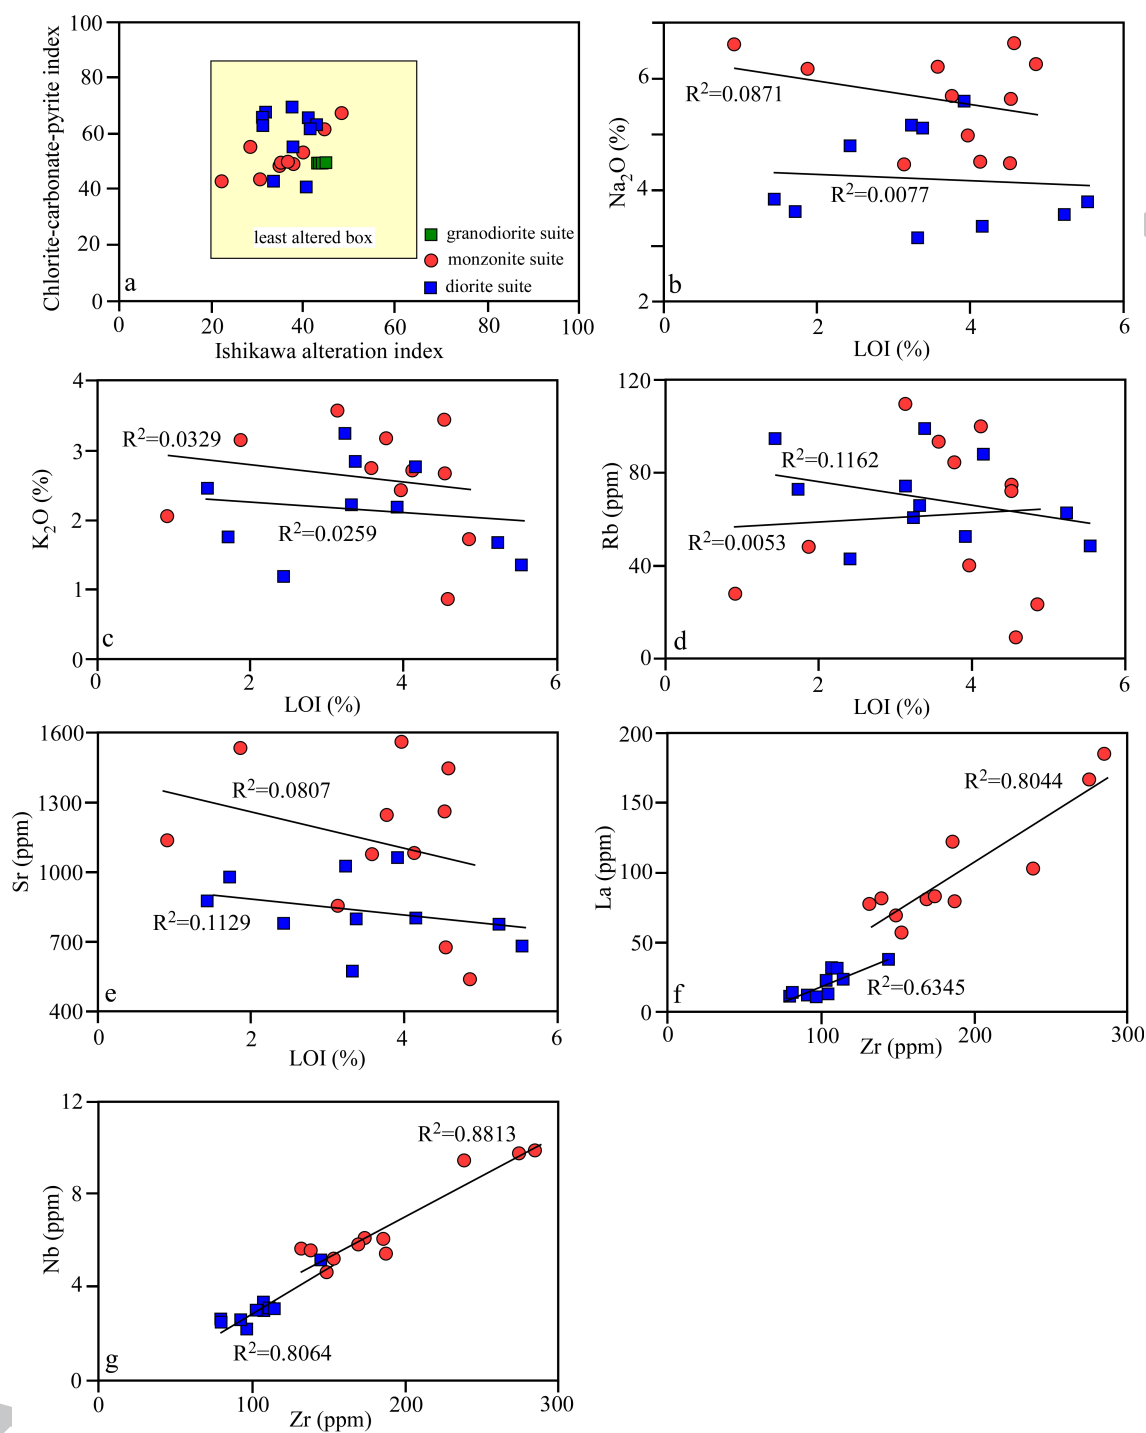 100
80
60
40
20
0
Chlorite-carbonate-pyrite index
least altered box
granodiorite suite
monzonite suite
diorite suite
a
0 20 40 60 80 100
Ishikawa alteration index
6
4
2
Na2O (%)
R²=0.0871
R²=0.0077
b
0 2 4 6
LOI (%)
4
3
2
1
0
K2O (%)
R²=0.0329
R²=0.0259
c
0 2 4 6
LOI (%)
120
80
40
0
Rb (ppm)
R²=0.1162
R²=0.0053
d
0 2 4 6
LOI (%)
1600
1300
1000
700
400
Sr (ppm)
R²=0.0807
R²=0.1129
e
0 2 4 6
LOI (%)
200
150
100
50
0
La (ppm)
R²=0.8044
R²=0.6345
f
0 100 200 300
Zr (ppm)
12
8
4
0
Nb (ppm)
R²=0.8813
R²=0.8064
g
0 100 200 300
Zr (ppm)